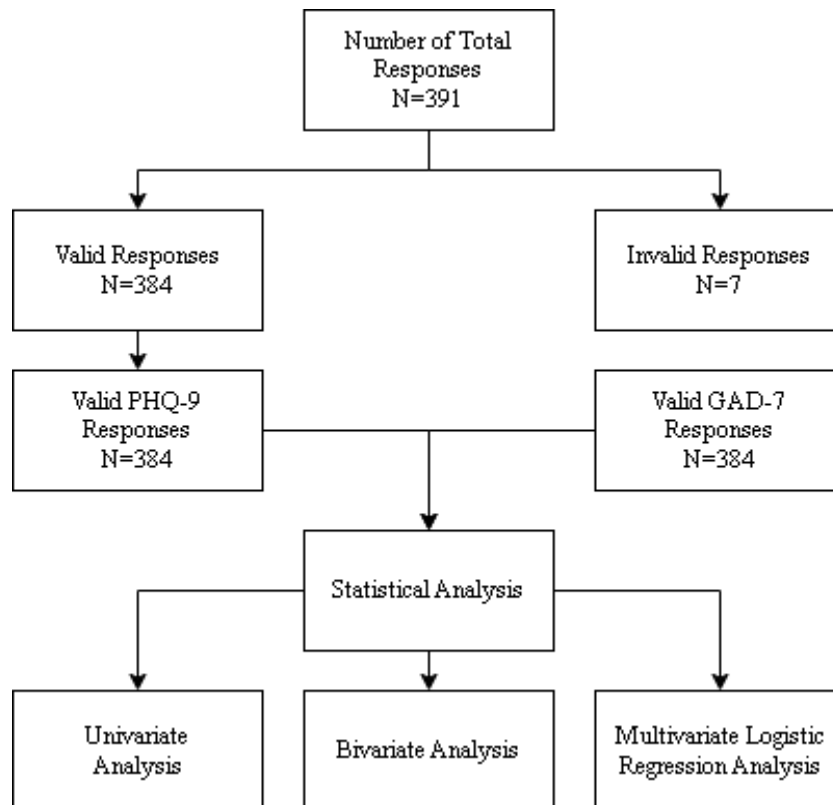 Number of Total
Responses
N=391
Valid Responses
N=384
Invalid Responses
N=7
Valid PHQ-9
Responses
N=384
Valid GAD-7
Responses
N=384
Statistical Analysis
Univariate
Analysis
Bivariate Analysis
Multivariate Logistic
Regression Analysis